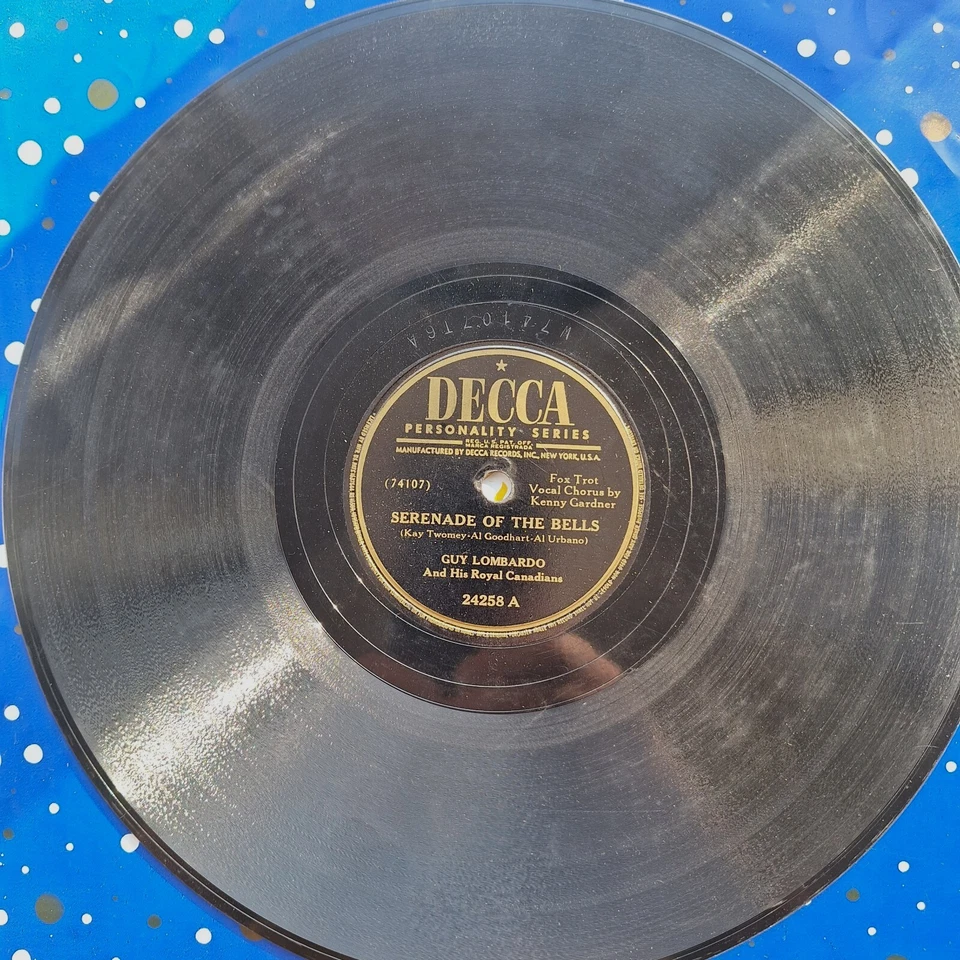 W74107T6A
DECCA
PERSONALITY SERIES
REG. U.S. PAT. OFF.
MARCA REGISTRADA
MANUFACTURED BY DECCA RECORDS, INC., NEW YORK, U.S.A.
(74107)
Fox Trot
Vocal Chorus by
Kenny Gardner
SERENADE OF THE BELLS
(Kay Twomey-Al Goodhart-Al Urbano)
GUY LOMBARDO
And His Royal Canadians
24258 A